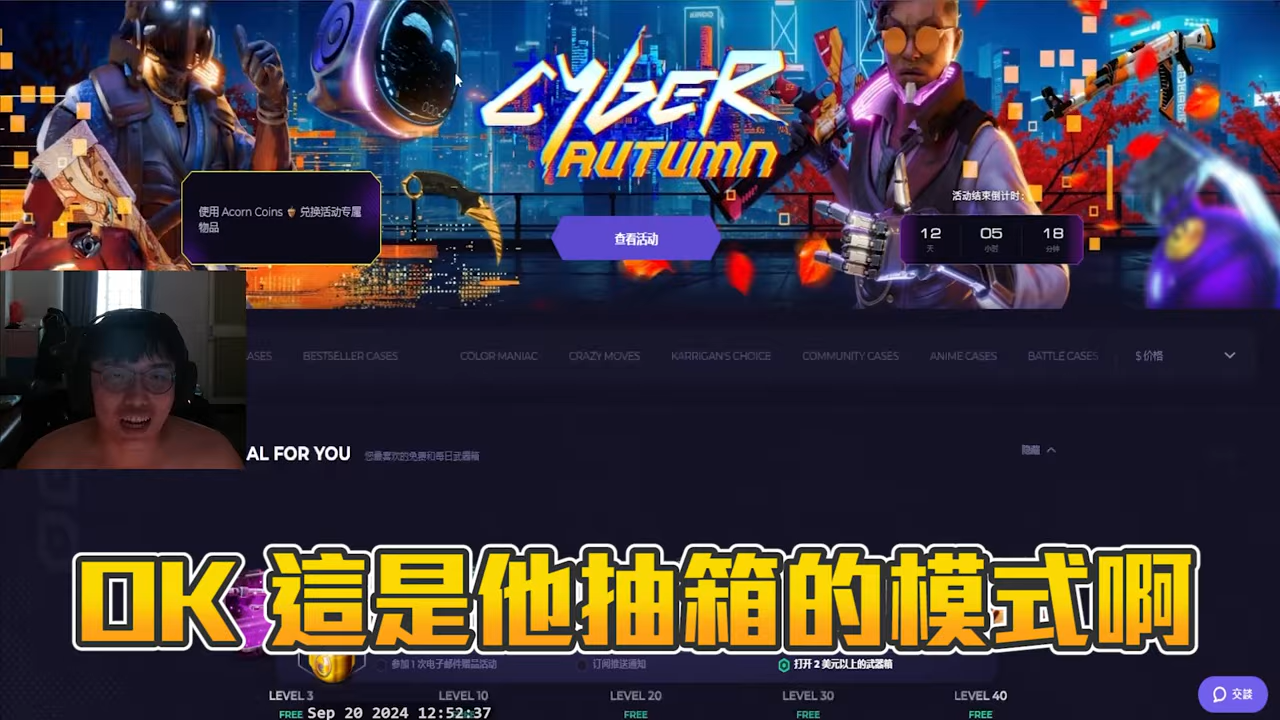 CYBER
AUTUMN
使用 Acorn Coins 兑换活动专属
物品
查看活动
活动结束倒计时：
12 05 18
天 小时 分钟
ASES BESTSELLER CASES COLOR MANIAC CRAZY MOVES KARRIGAN'S CHOICE COMMUNITY CASES ANIME CASES BATTLE CASES $ 价格
AL FOR YOU 您最喜欢的免费和每日武器箱 隐藏
OK 這是他抽箱的模式啊
参加 1 次电子邮件赠品活动 订阅推送通知 打开 2 美元以上的武器箱
LEVEL 3 LEVEL 10 LEVEL 20 LEVEL 30 LEVEL 40
FREE FREE FREE FREE
Sep 20 2024 12:52:37
交談